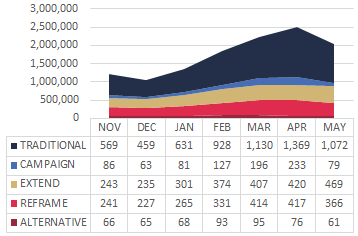 3,000,000
2,500,000
2,000,000
1,500,000
1,000,000
500,000
0
NOV DEC JAN FEB MAR APR MAY
TRADITIONAL 569 459 631 928 1,130 1,369 1,072
CAMPAIGN 86 63 81 127 196 233 79
EXTEND 243 235 301 374 407 420 469
REFRAME 241 227 265 331 414 417 366
ALTERNATIVE 66 65 68 93 95 76 61